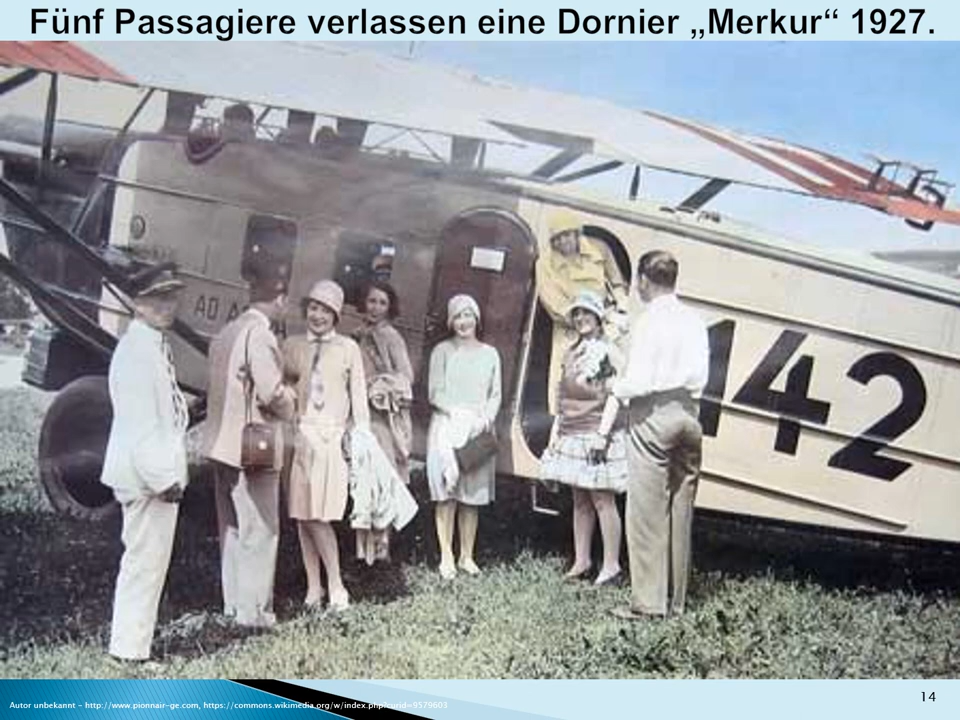 Fünf Passagiere verlassen eine Dornier „Merkur“ 1927.
AD A
142
14
Autor unbekannt - http://www.pionnair-ge.com, https://commons.wikimedia.org/w/index.php?curid=9579603